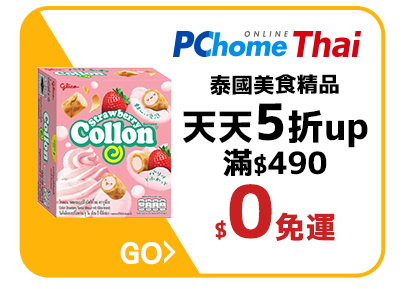 ONLINE
PChome Thai
泰國美食精品
天天5折up
滿$490
$0免運
Glico
Strawberry
Collon
GO>